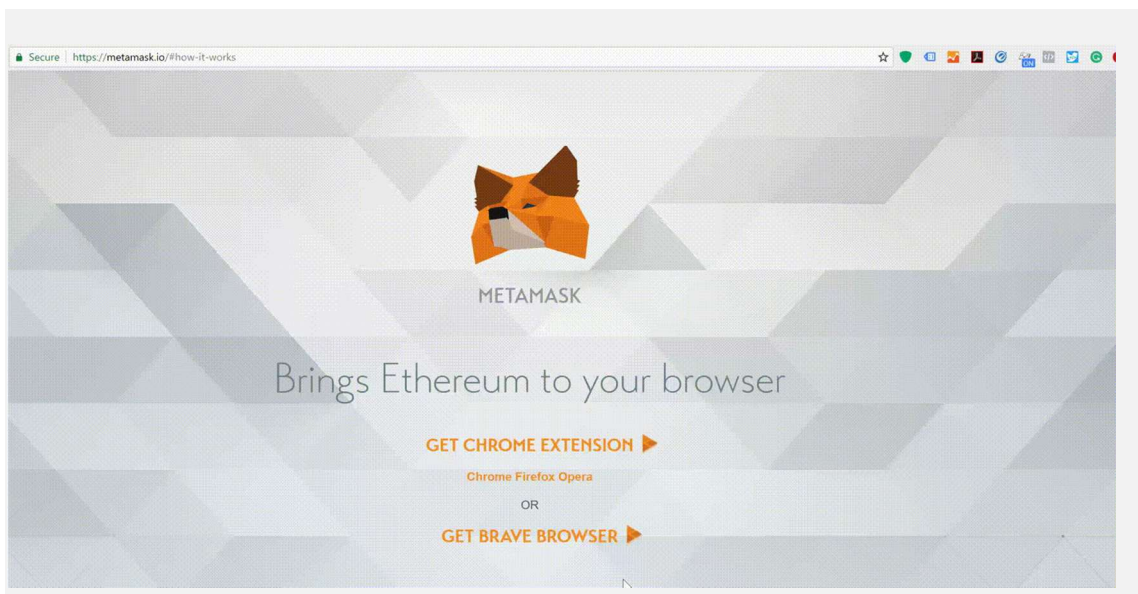 Secure https://metamask.io/#how-it-works
ON
METAMASK
Brings Ethereum to your browser
GET CHROME EXTENSION
Chrome Firefox Opera
OR
GET BRAVE BROWSER